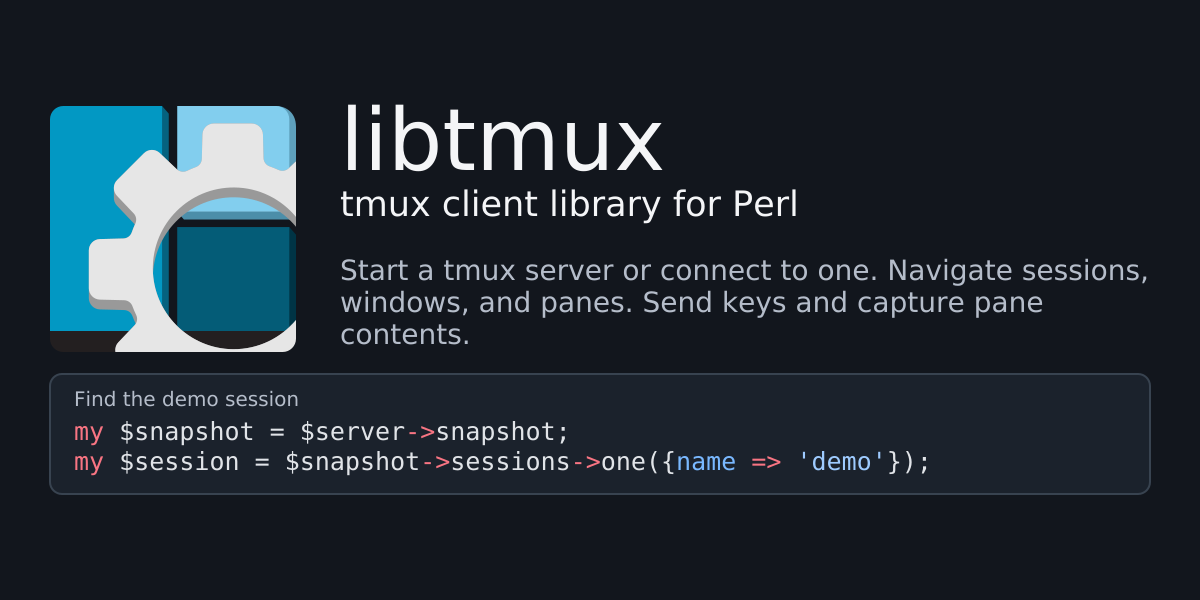 libtmux
tmux client library for Perl
Start a tmux server or connect to one. Navigate sessions,
windows, and panes. Send keys and capture pane
contents.
Find the demo session
my $snapshot = $server->snapshot;
my $session = $snapshot->sessions->one({name => 'demo'});